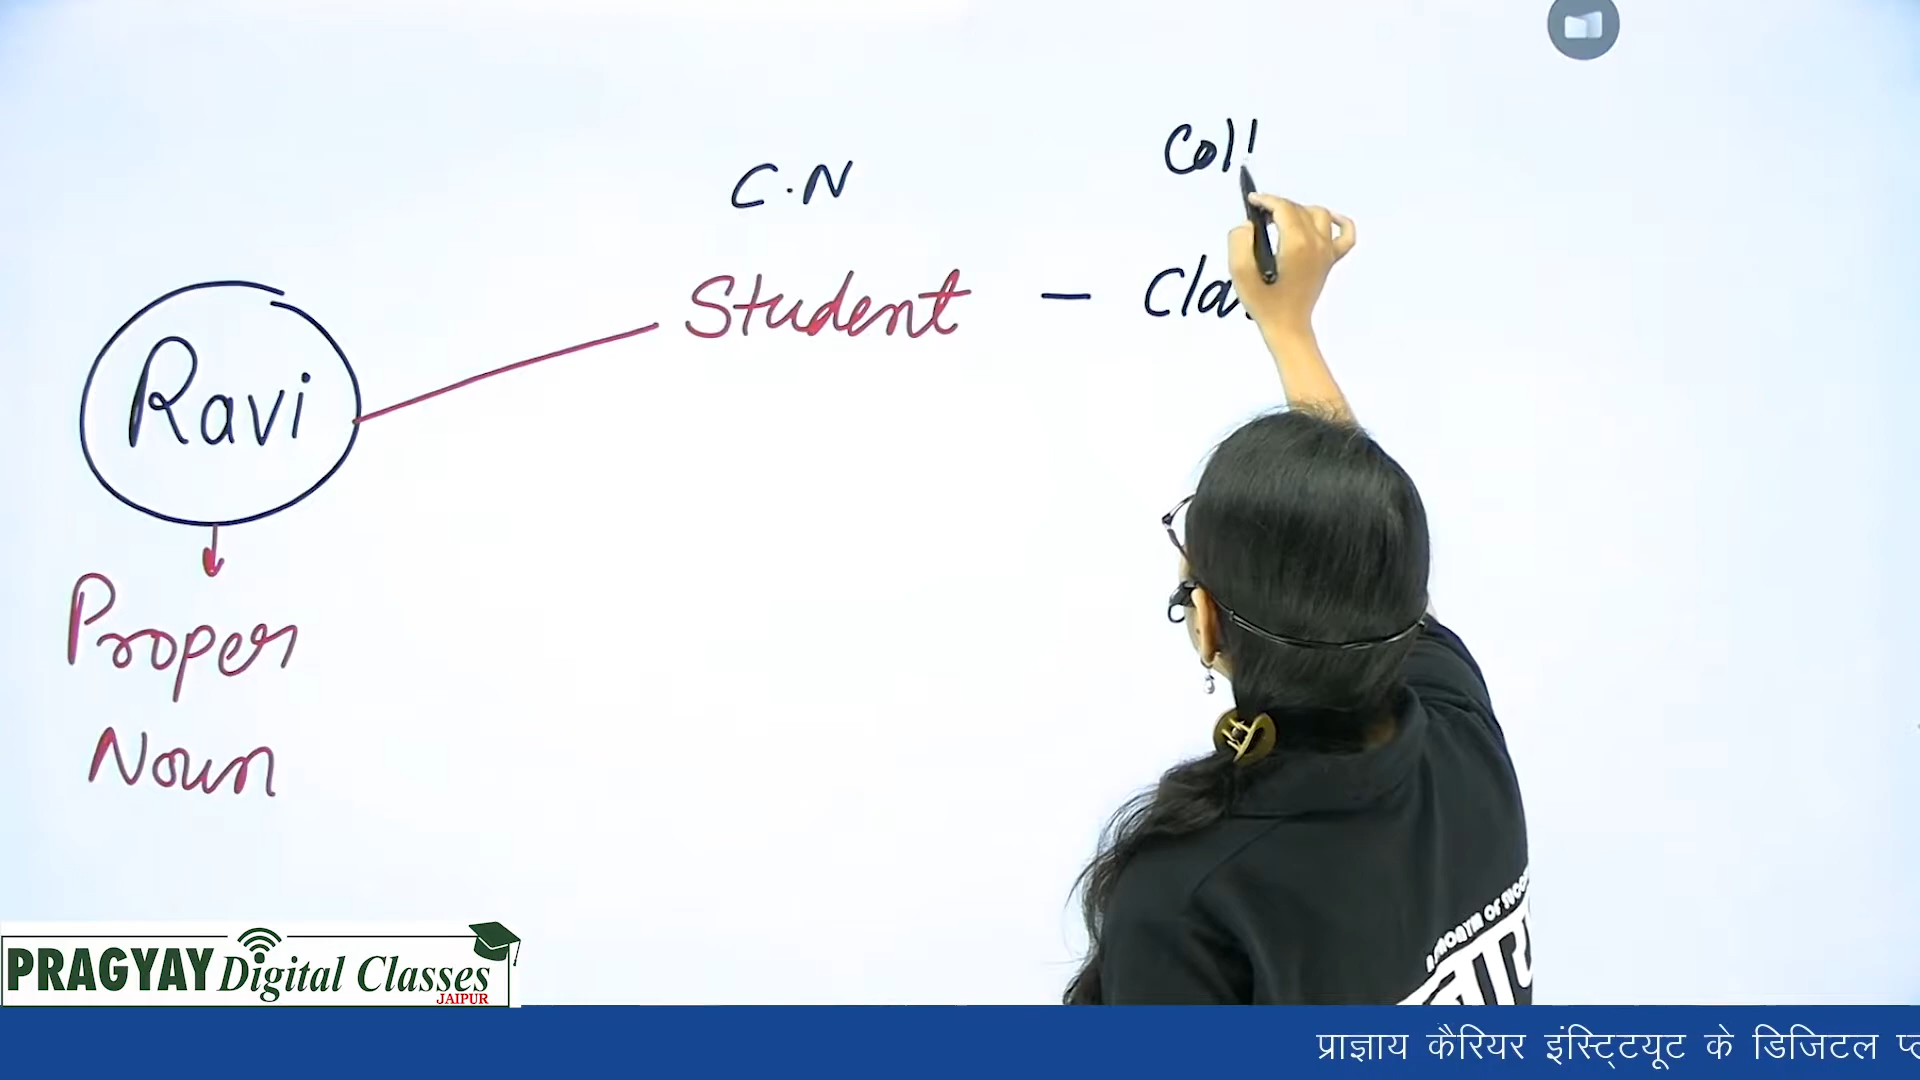 Coll
C.N
Student - Cla
Ravi
Proper
Noun
PRAGYAY Digital Classes
JAIPUR
प्राज्ञाय कैरियर इंस्टिट्यूट के डिजिटल